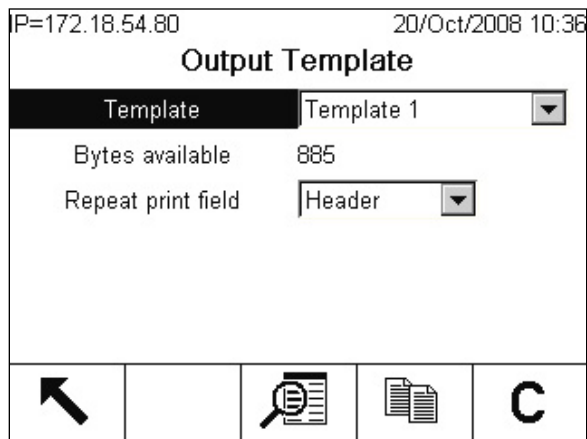 IP=172.18.54.80 20/Oct/2008 10:36
Output Template
Template Template 1
Bytes available 885
Repeat print field Header
C